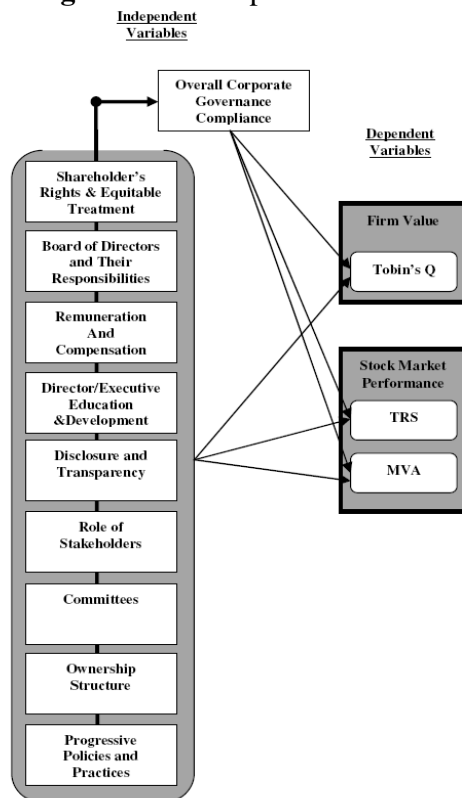 Independent
Variables
Overall Corporate
Governance
Compliance
Dependent
Variables
Shareholder's
Rights & Equitable
Treatment
Board of Directors
and Their
Responsibilities
Remuneration
And
Compensation
Director/Executive
Education
&Development
Disclosure and
Transparency
Role of
Stakeholders
Committees
Ownership
Structure
Progressive
Policies and
Practices
Firm Value
Tobin's Q
Stock Market
Performance
TRS
MVA